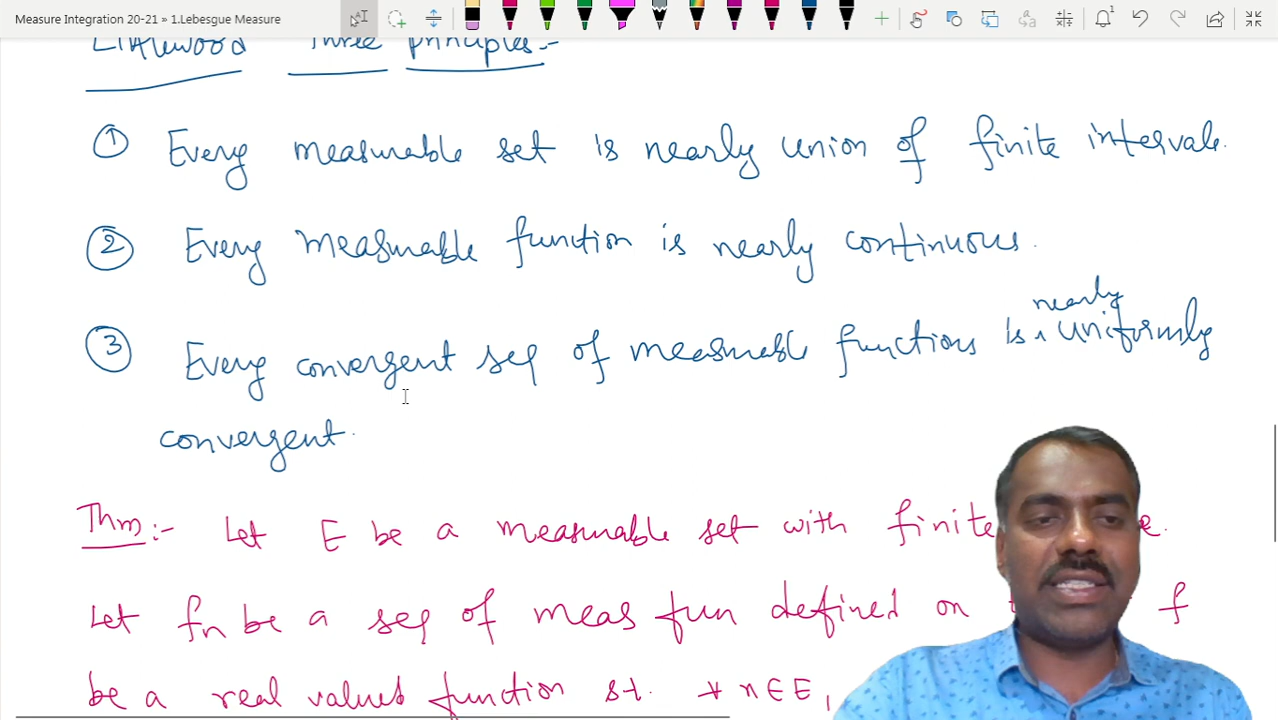 Measure Integration 20-21 » 1.Lebesgue Measure
Littlewood Three principles:-
① Every measurable set is nearly union of finite intervals.
② Every measurable function is nearly continuous.
nearly
③ Every convergent seq of measurable functions is ∧ uniformly
convergent.
Thm:- Let E be a measurable set with finite
Let fn be a seq of meas fun defined on f
be a real valued function st. ∀ x ∈ E,